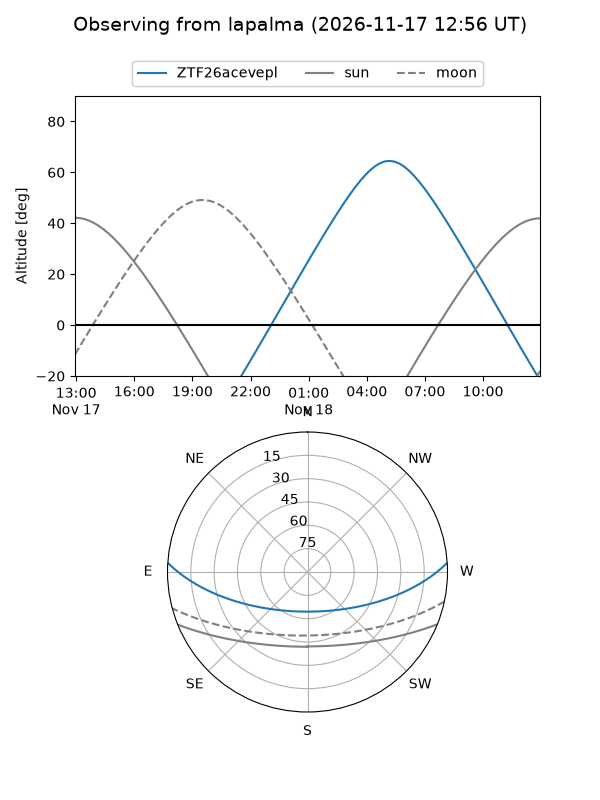 Observing from lapalma (2026-11-17 12:56 UT)
ZTF26acevepl sun moon
Altitude [deg]
80
60
40
20
0
−20
13:00 16:00 19:00 22:00 01:00 04:00 07:00 10:00
Nov 17 Nov 18
N
NE NW
15
30
45
60
75
E W
SE SW
S